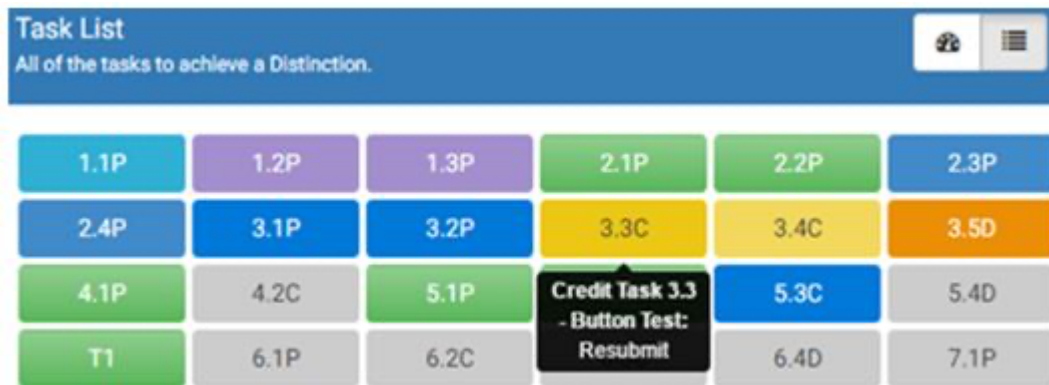 Task List
All of the tasks to achieve a Distinction.
1.1P 1.2P 1.3P 2.1P 2.2P 2.3P
2.4P 3.1P 3.2P 3.3C 3.4C 3.5D
4.1P 4.2C 5.1P 5.3C 5.4D
Credit Task 3.3
- Button Test:
Resubmit
T1 6.1P 6.2C 6.4D 7.1P